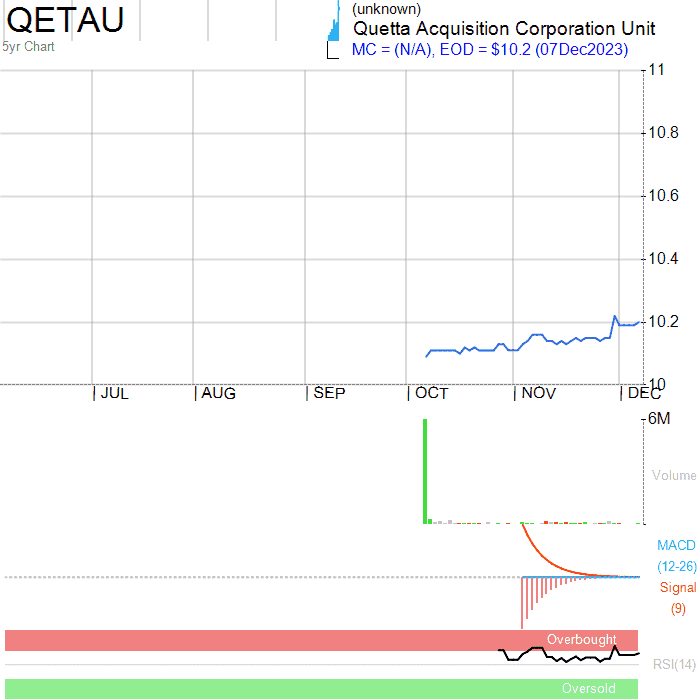 QETAU
5yr Chart
(unknown)
Quetta Acquisition Corporation Unit
MC = (N/A), EOD = $10.2 (07Dec2023)
11
10.8
10.6
10.4
10.2
10
JUL AUG SEP OCT NOV DEC
6M
Volume
MACD
(12-26)
Signal
(9)
Overbought
RSI(14)
Oversold